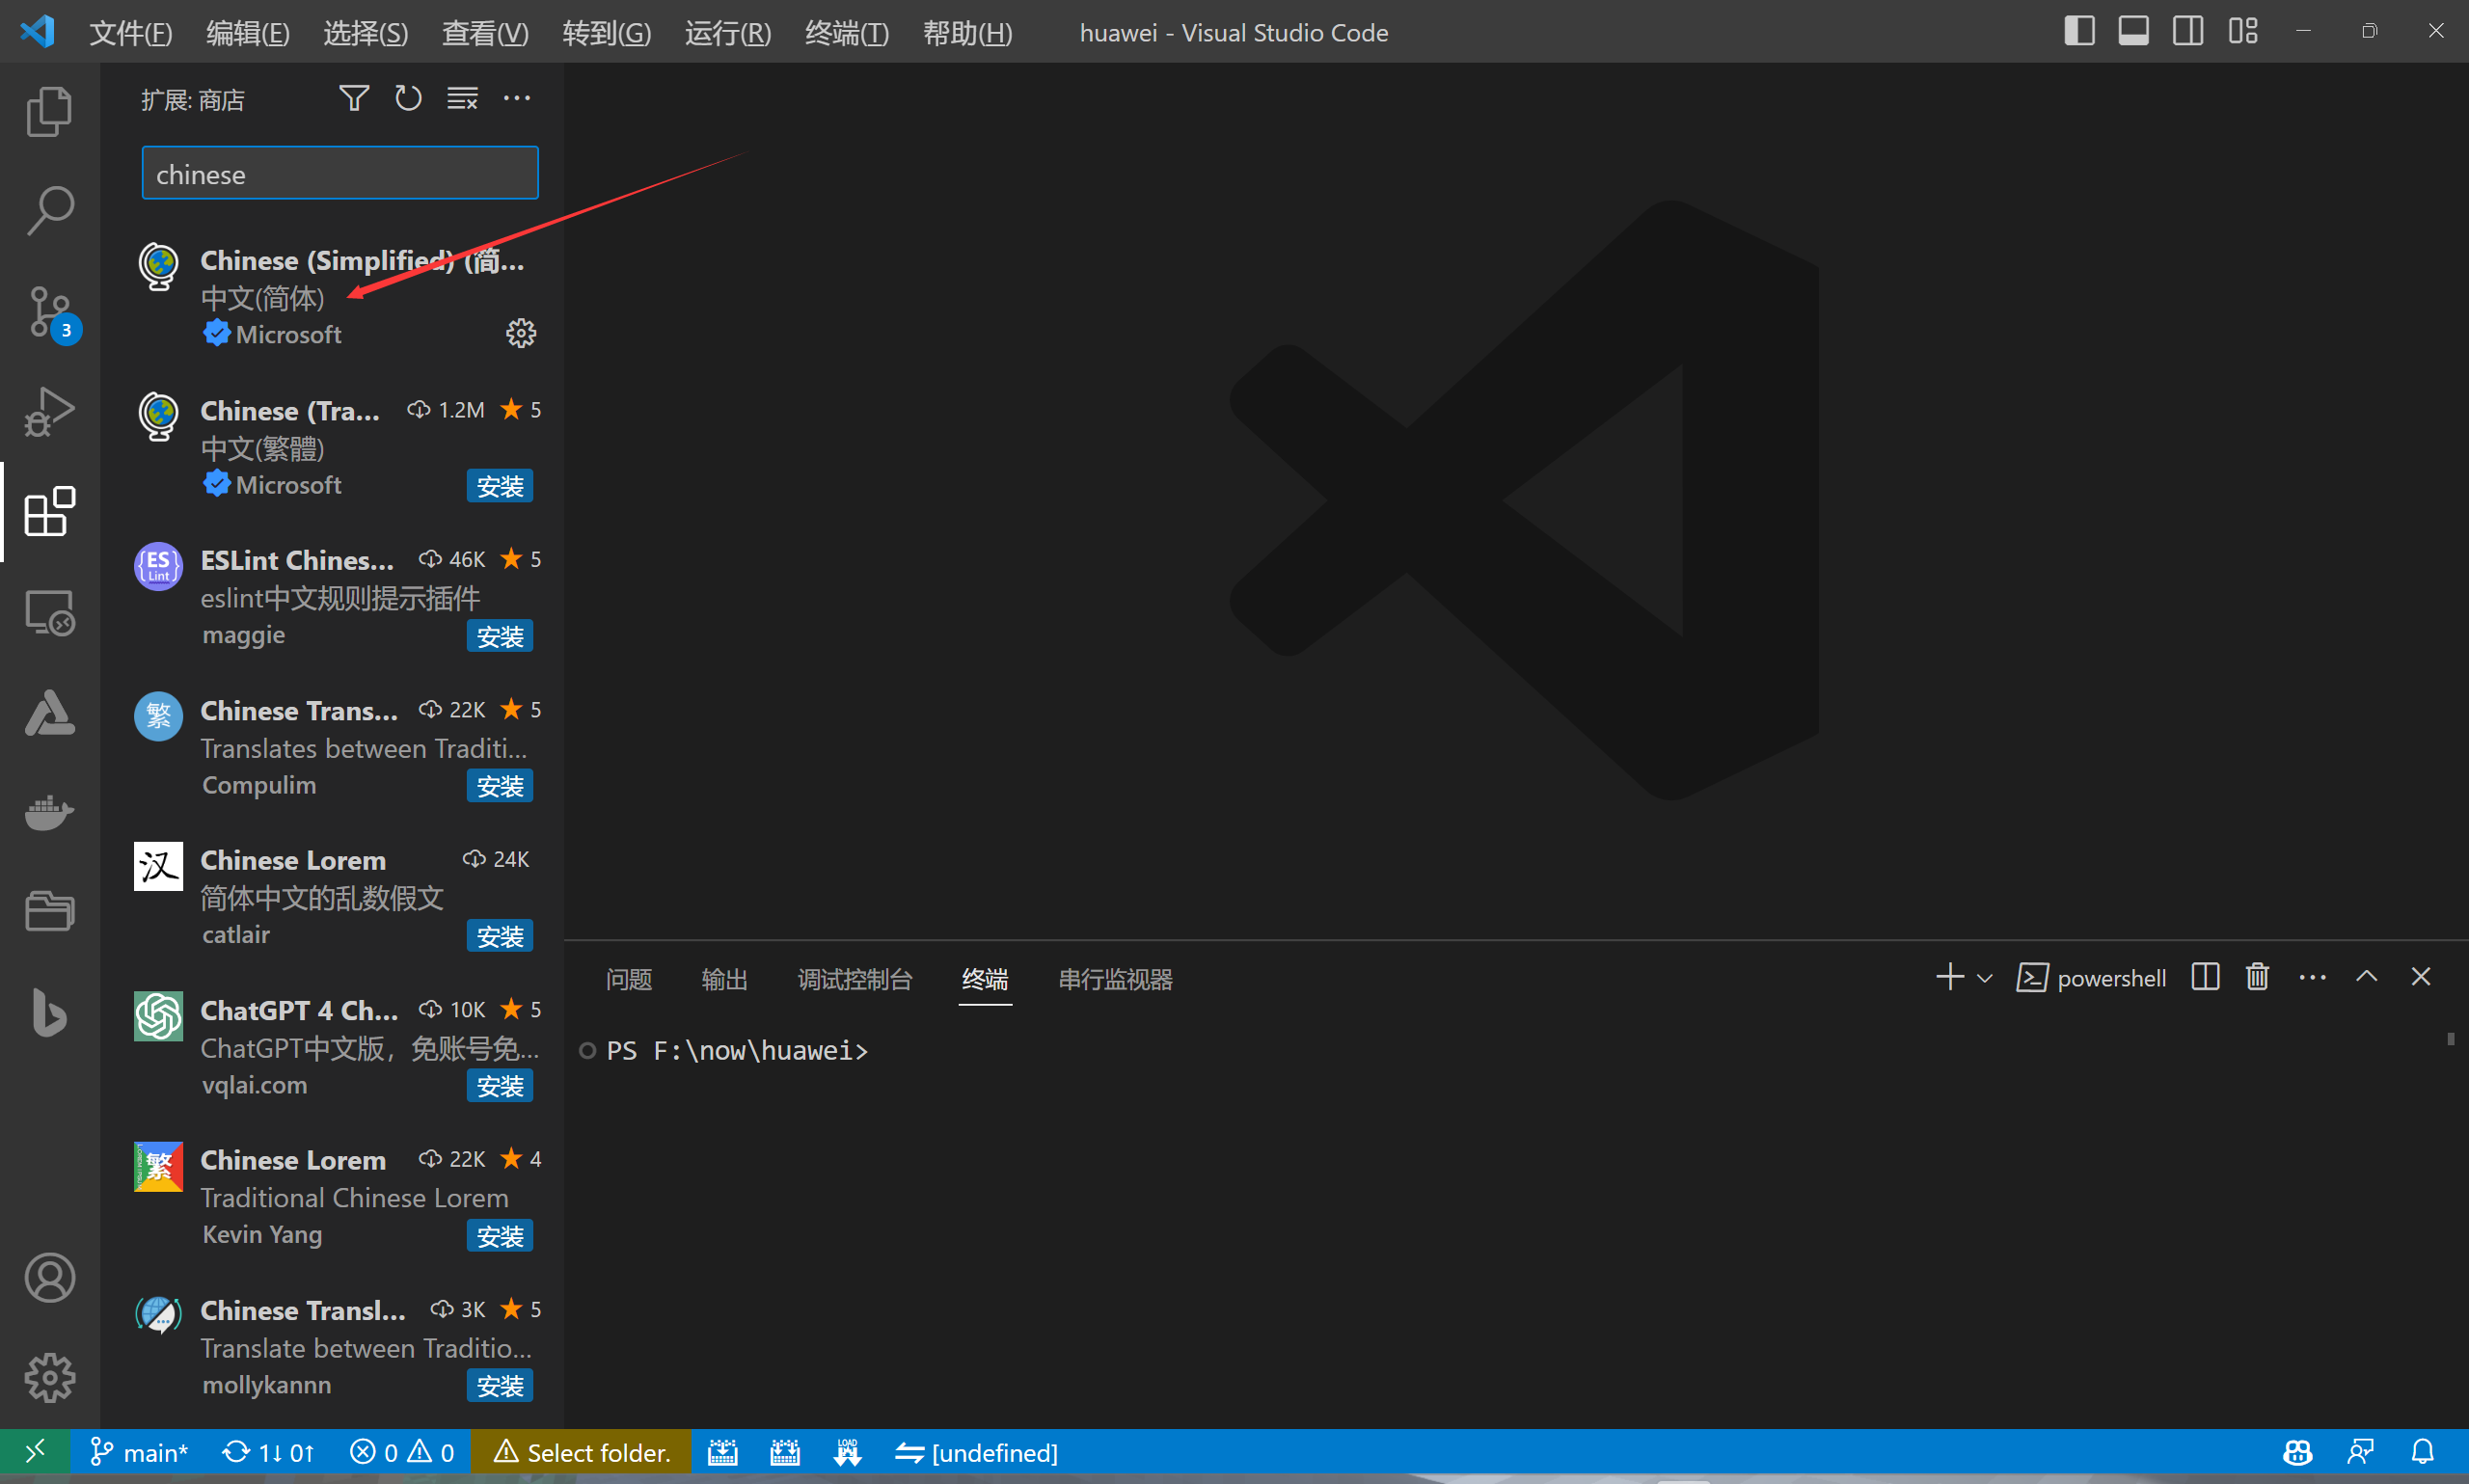 文件(F) 编辑(E) 选择(S) 查看(V) 转到(G) 运行(R) 终端(T) 帮助(H) huawei - Visual Studio Code
扩展: 商店
chinese
3
Chinese (Simplified) (简...
中文(简体)
Microsoft
Chinese (Tra... 1.2M 5
中文(繁體)
Microsoft 安装
{ES}
Lint
ESLint Chines... 46K 5
eslint中文规则提示插件
maggie 安装
繁
Chinese Trans... 22K 5
Translates between Traditi...
Compulim 安装
汉
Chinese Lorem 24K
简体中文的乱数假文
catlair 安装
ChatGPT 4 Ch... 10K 5
ChatGPT中文版，免账号免...
vqlai.com 安装
繁
Chinese Lorem 22K 4
Traditional Chinese Lorem
Kevin Yang 安装
Chinese Transl... 3K 5
Translate between Traditio...
mollykannn 安装
问题 输出 调试控制台 终端 串行监视器 powershell
PS F:\now\huawei>
main* 1↓ 0↑ 0 0 Select folder. LOAD [undefined]